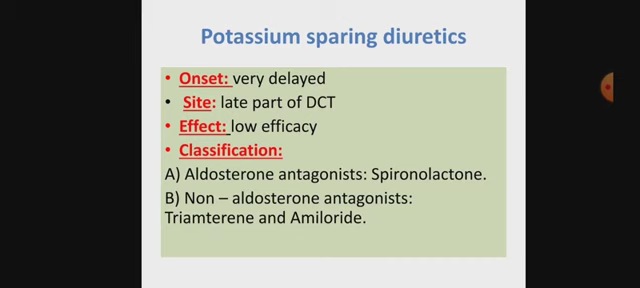 Potassium sparing diuretics
• Onset: very delayed
• Site: late part of DCT
• Effect: low efficacy
• Classification:
A) Aldosterone antagonists: Spironolactone.
B) Non – aldosterone antagonists:
Triamterene and Amiloride.